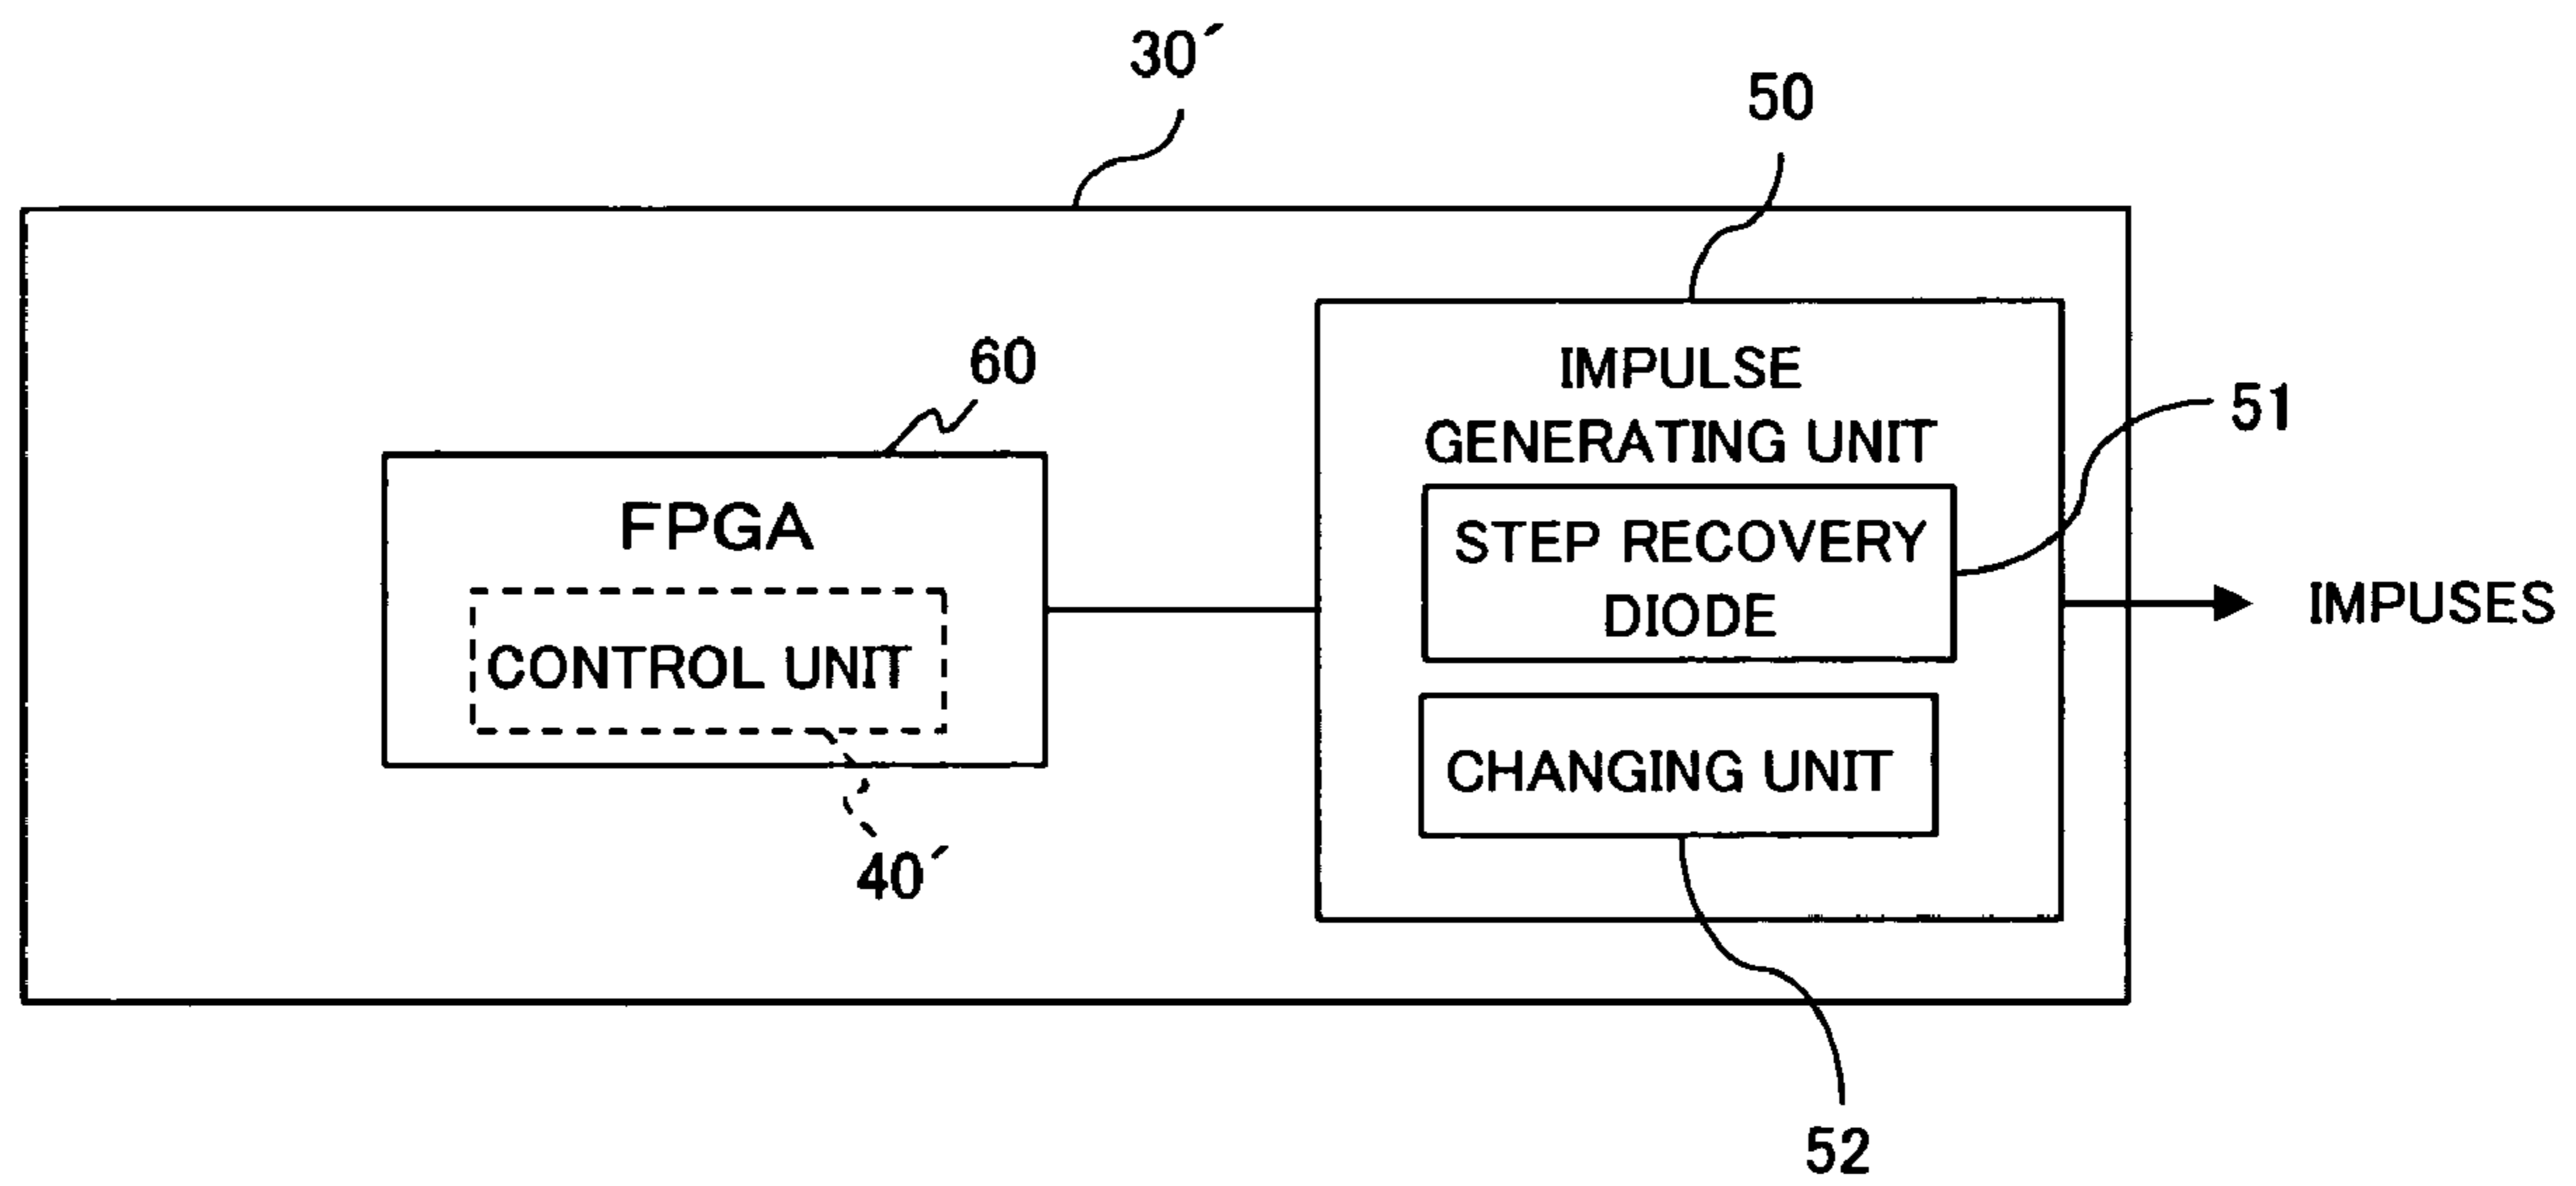 30´
50
60
IMPULSE
GENERATING UNIT
51
FPGA
STEP RECOVERY
DIODE
IMPUSES
CONTROL UNIT
CHANGING UNIT
40´
52